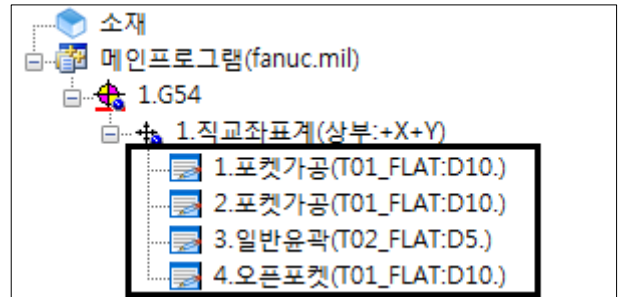 소재
메인프로그램(fanuc.mil)
1.G54
1.직교좌표계(상부:+X+Y)
1.포켓가공(T01_FLAT:D10.)
2.포켓가공(T01_FLAT:D10.)
3.일반윤곽(T02_FLAT:D5.)
4.오픈포켓(T01_FLAT:D10.)